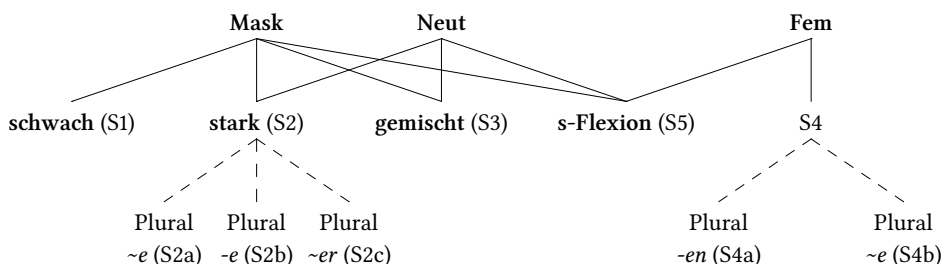 Mask Neut Fem
schwach (S1) stark (S2) gemischt (S3) s-Flexion (S5) S4
Plural Plural Plural Plural Plural
~e (S2a) -e (S2b) ~er (S2c) -en (S4a) ~e (S4b)